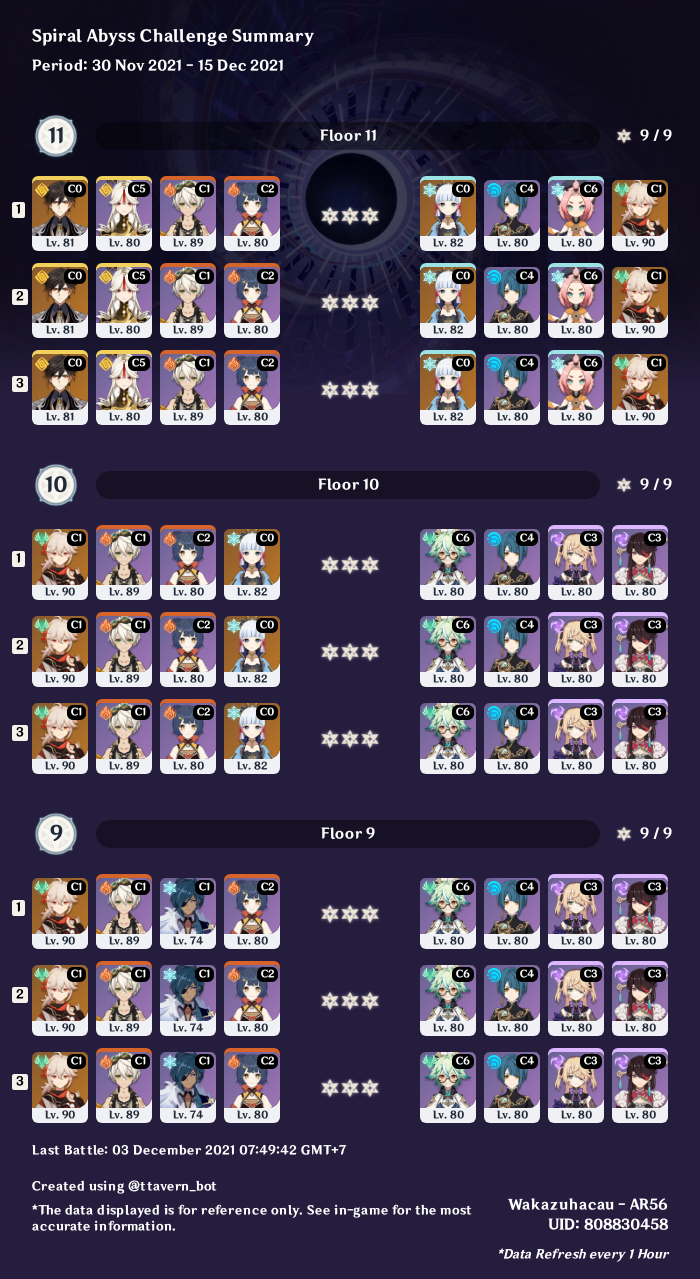 Spiral Abyss Challenge Summary
Period: 30 Nov 2021 - 15 Dec 2021
11 Floor 11 9 / 9
1 C0 C5 C1 C2 C0 C4 C6 C1
Lv. 81 Lv. 80 Lv. 89 Lv. 80 Lv. 82 Lv. 80 Lv. 80 Lv. 90
2 C0 C5 C1 C2 C0 C4 C6 C1
Lv. 81 Lv. 80 Lv. 89 Lv. 80 Lv. 82 Lv. 80 Lv. 80 Lv. 90
3 C0 C5 C1 C2 C0 C4 C6 C1
Lv. 81 Lv. 80 Lv. 89 Lv. 80 Lv. 82 Lv. 80 Lv. 80 Lv. 90
10 Floor 10 9 / 9
1 C1 C1 C2 C0 C6 C4 C3 C3
Lv. 90 Lv. 89 Lv. 80 Lv. 82 Lv. 80 Lv. 80 Lv. 80 Lv. 80
2 C1 C1 C2 C0 C6 C4 C3 C3
Lv. 90 Lv. 89 Lv. 80 Lv. 82 Lv. 80 Lv. 80 Lv. 80 Lv. 80
3 C1 C1 C2 C0 C6 C4 C3 C3
Lv. 90 Lv. 89 Lv. 80 Lv. 82 Lv. 80 Lv. 80 Lv. 80 Lv. 80
9 Floor 9 9 / 9
1 C1 C1 C1 C2 C6 C4 C3 C3
Lv. 90 Lv. 89 Lv. 74 Lv. 80 Lv. 80 Lv. 80 Lv. 80 Lv. 80
2 C1 C1 C1 C2 C6 C4 C3 C3
Lv. 90 Lv. 89 Lv. 74 Lv. 80 Lv. 80 Lv. 80 Lv. 80 Lv. 80
3 C1 C1 C1 C2 C6 C4 C3 C3
Lv. 90 Lv. 89 Lv. 74 Lv. 80 Lv. 80 Lv. 80 Lv. 80 Lv. 80
Last Battle: 03 December 2021 07:49:42 GMT+7
Created using @ttavern_bot
*The data displayed is for reference only. See in-game for the most
accurate information.
Wakazuhacau - AR56
UID: 808830458
*Data Refresh every 1 Hour